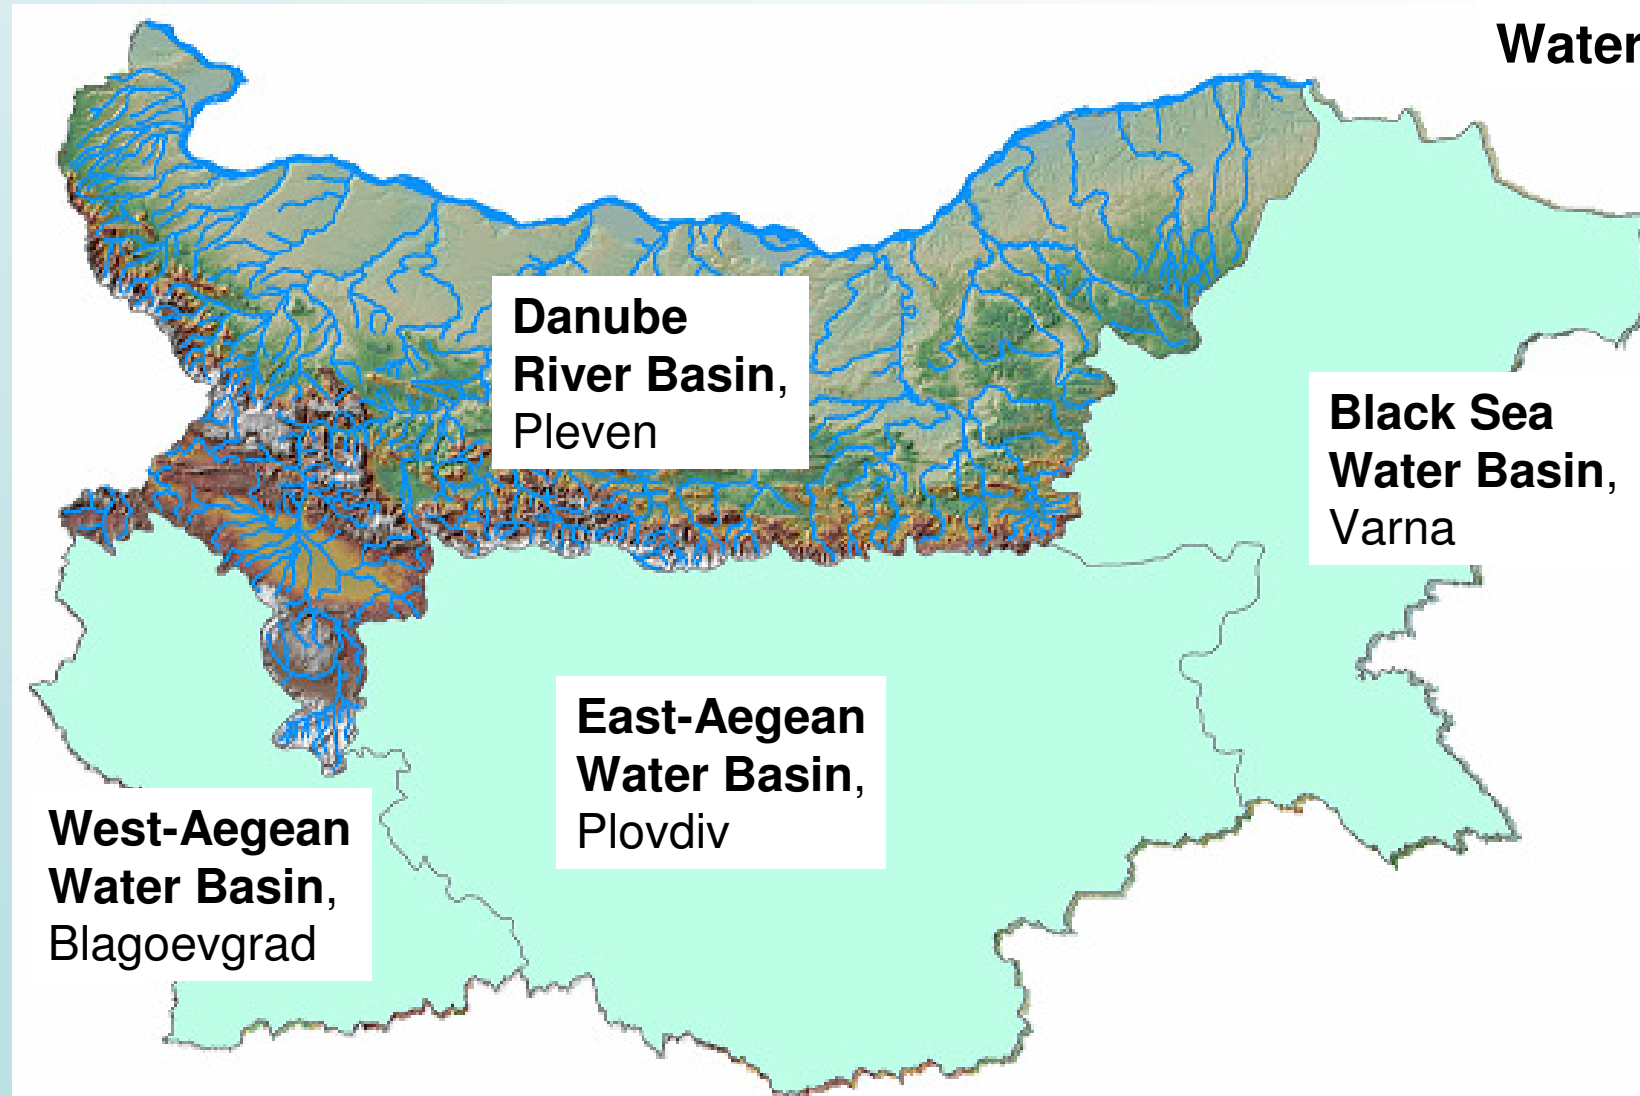 Water
Danube
River Basin,
Pleven
Black Sea
Water Basin,
Varna
East-Aegean
Water Basin,
Plovdiv
West-Aegean
Water Basin,
Blagoevgrad